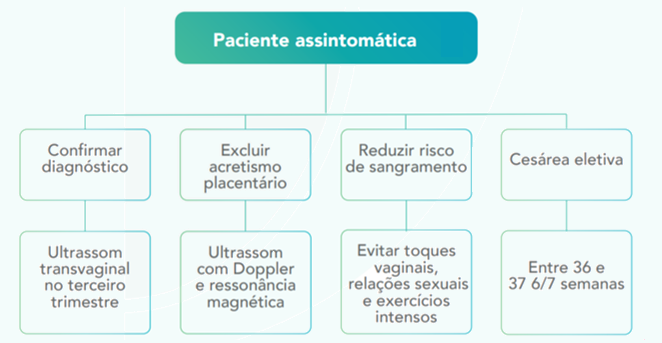 Paciente assintomática
Confirmar
diagnóstico
Excluir
acretismo
placentário
Reduzir risco
de sangramento
Cesárea eletiva
Ultrassom
transvaginal
no terceiro
trimestre
Ultrassom
com Doppler
e ressonância
magnética
Evitar toques
vaginais,
relações sexuais
e exercícios
intensos
Entre 36 e
37 6/7 semanas